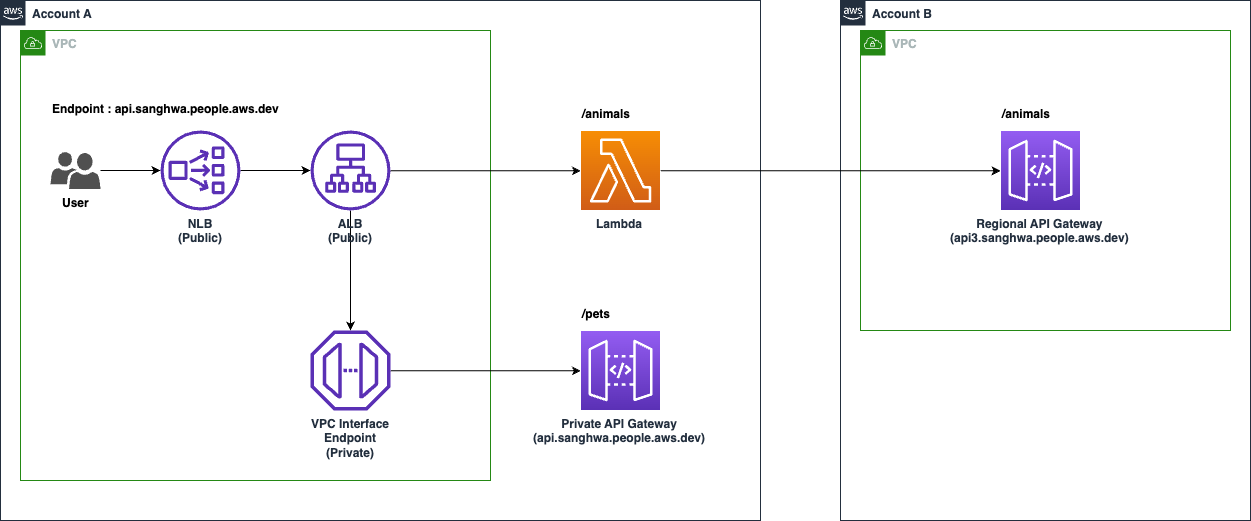 aws
Account A
VPC
Endpoint : api.sanghwa.people.aws.dev
User
NLB
(Public)
ALB
(Public)
/animals
Lambda
VPC Interface
Endpoint
(Private)
/pets
</>
Private API Gateway
(api.sanghwa.people.aws.dev)
aws
Account B
VPC
/animals
</>
Regional API Gateway
(api3.sanghwa.people.aws.dev)